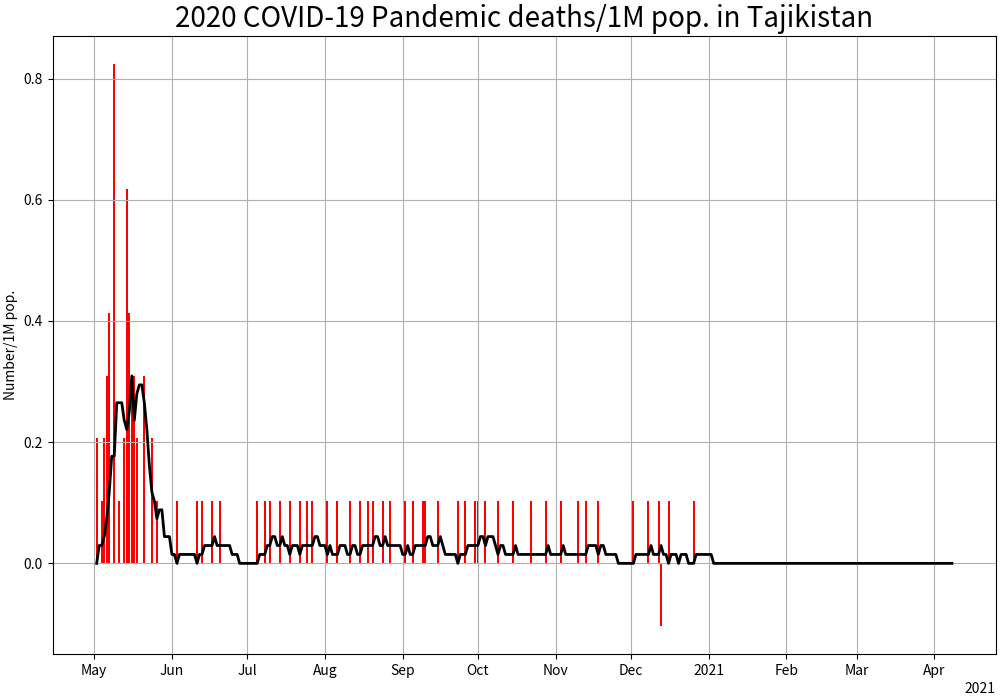 2020 COVID-19 Pandemic deaths/1M pop. in Tajikistan
Number/1M pop.
0.8
0.6
0.4
0.2
0.0
May Jun Jul Aug Sep Oct Nov Dec 2021 Feb Mar Apr
2021